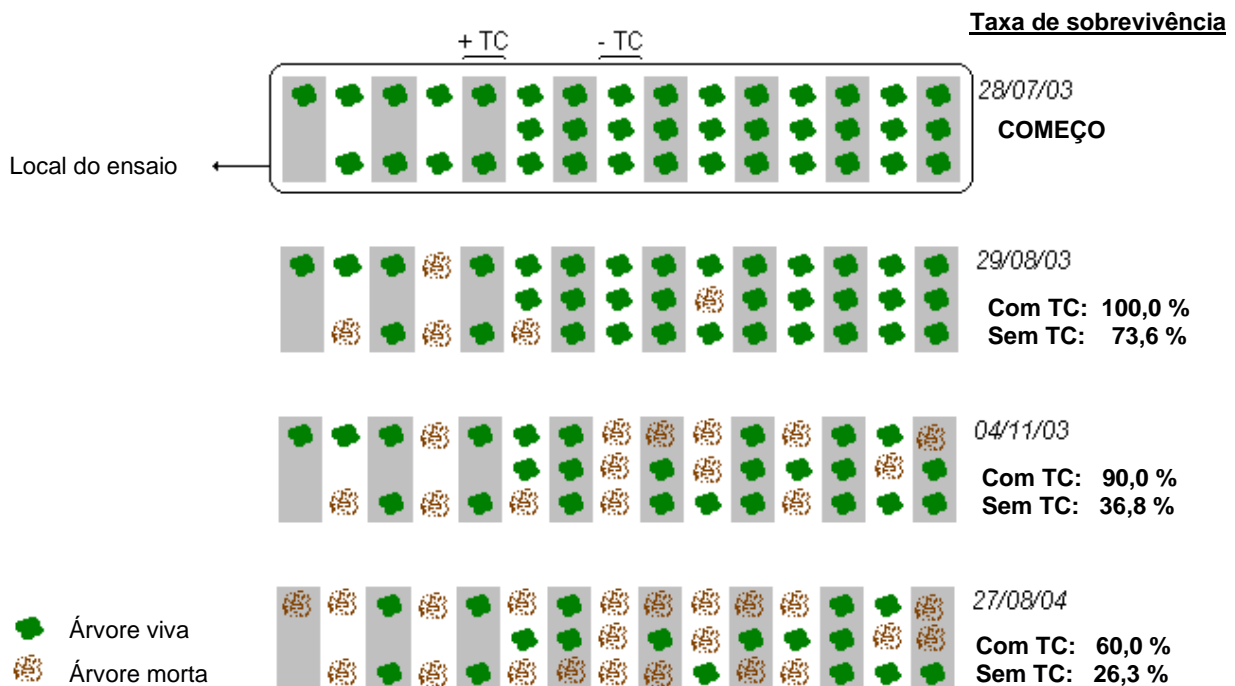 Taxa de sobrevivência
+ TC
- TC
28/07/03
COMEÇO
Local do ensaio
29/08/03
Com TC: 100,0 %
Sem TC: 73,6 %
04/11/03
Com TC: 90,0 %
Sem TC: 36,8 %
27/08/04
Árvore viva
Com TC: 60,0 %
Árvore morta
Sem TC: 26,3 %